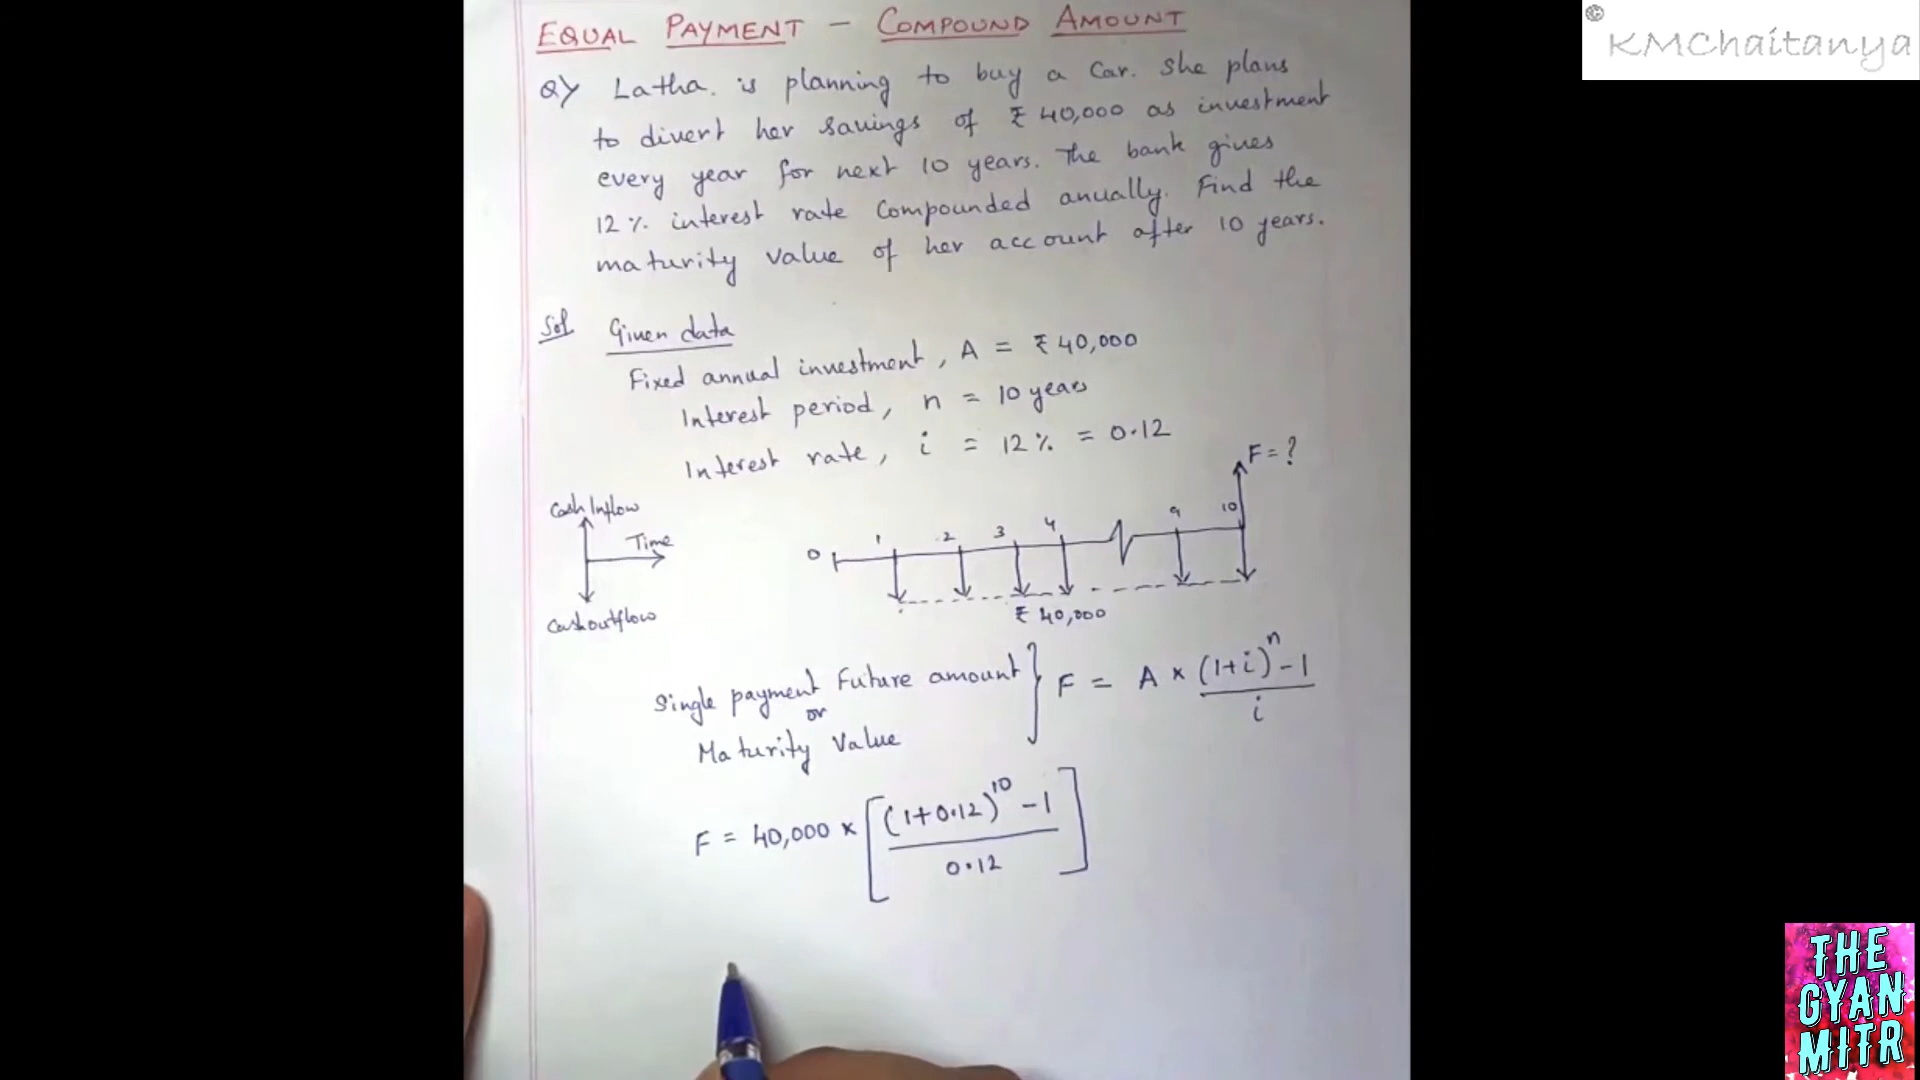 EQUAL PAYMENT – COMPOUND AMOUNT
© KMChaitanya
Q) Latha. is planning to buy a car. She plans
to divert her savings of ₹ 40,000 as investment
every year for next 10 years. The bank gives
12 % interest rate compounded anually. Find the
maturity value of her account after 10 years.
Sol Given data
Fixed annual investment, A = ₹ 40,000
Interest period, n = 10 years
Interest rate, i = 12 % = 0.12
F = ?
Cash Inflow
Time
Cash outflow
0 1 2 3 4 9 10
₹ 40,000
Single payment Future amount
or
Maturity Value
} F = A × (1+i)^n - 1
i
F = 40,000 × [(1+0.12)^10 - 1]
0.12
THE
GYAN
MITR